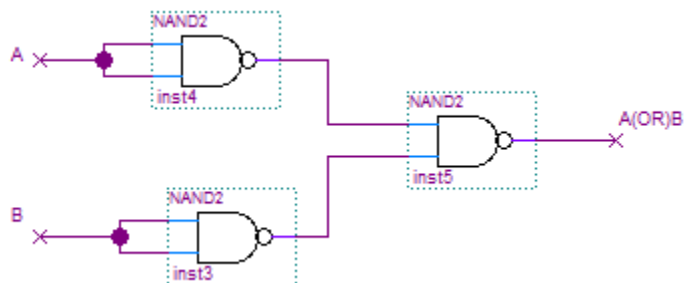 NAND2
A
inst4
NAND2
A(OR)B
inst5
NAND2
B
inst3